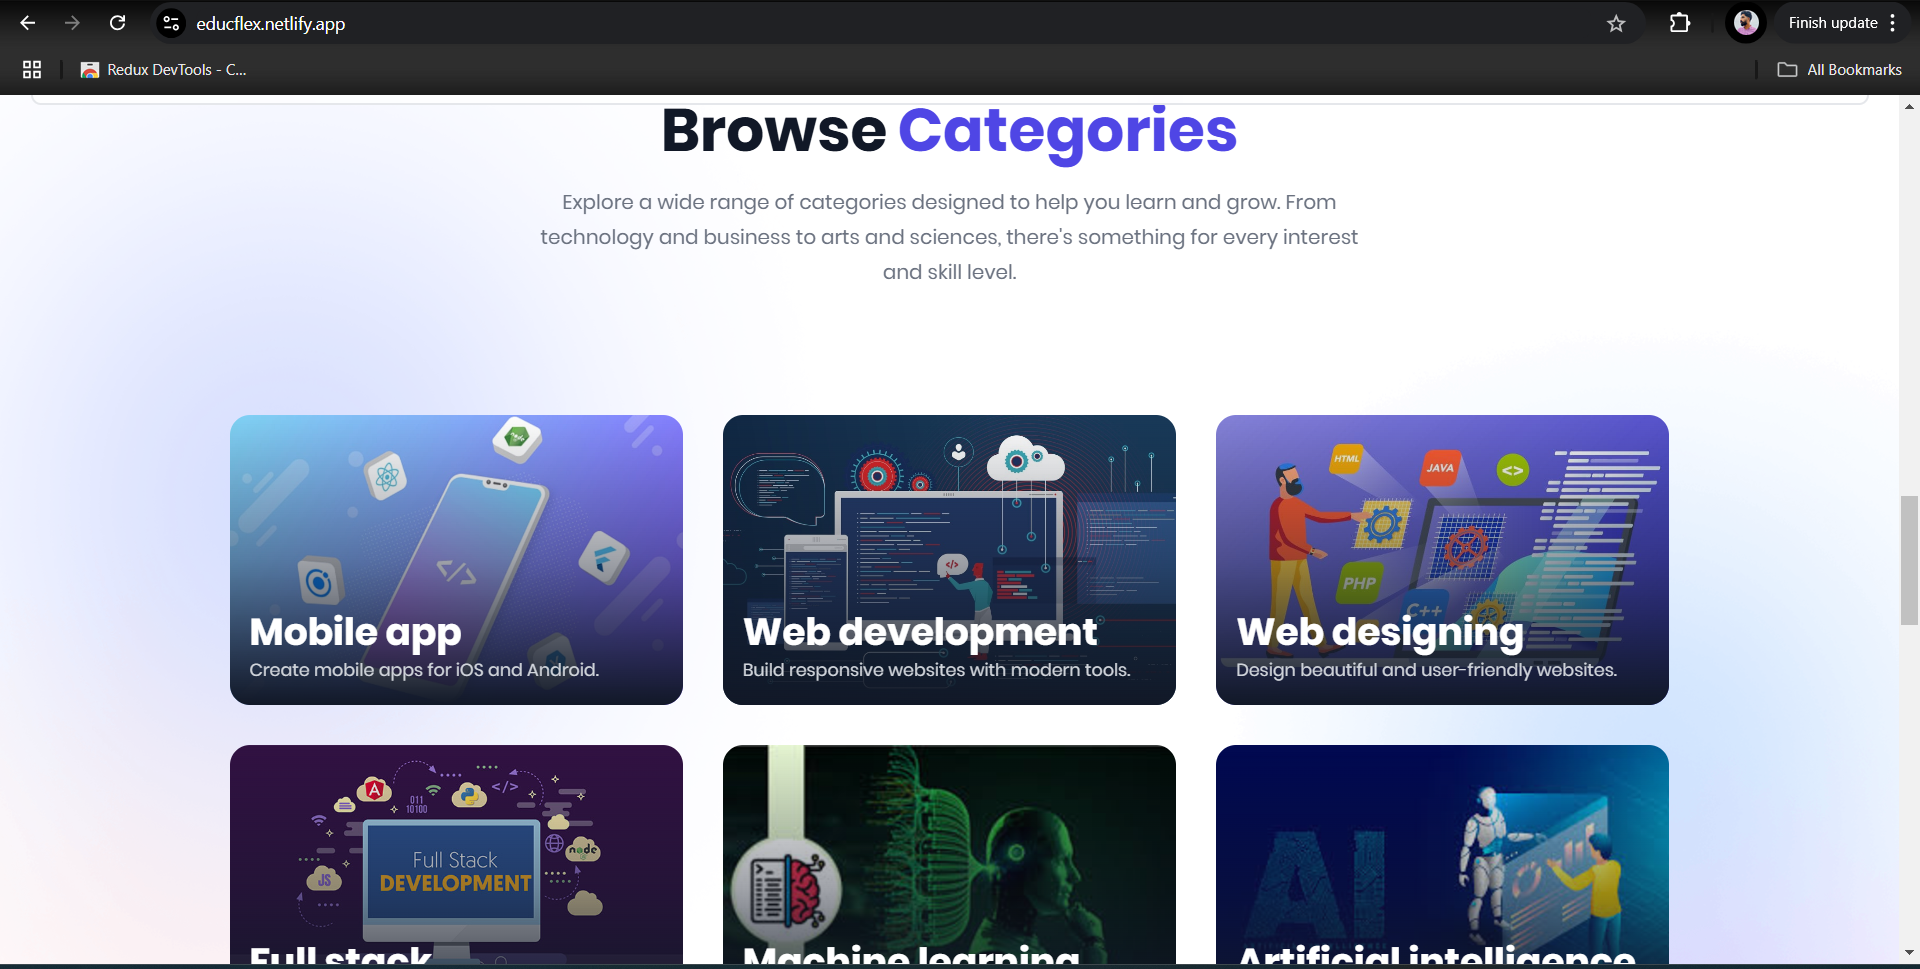 educflex.netlify.app
Finish update
Redux DevTools - C...
All Bookmarks
Browse Categories
Explore a wide range of categories designed to help you learn and grow. From
technology and business to arts and sciences, there's something for every interest
and skill level.
Mobile app
Create mobile apps for iOS and Android.
Web development
Build responsive websites with modern tools.
HTML
JAVA
<>
PHP
C++
Web designing
Design beautiful and user-friendly websites.
011
10100
</>
node
JS
Full Stack
DEVELOPMENT
Full stack
Machine learning
AI
Artificial intelligence